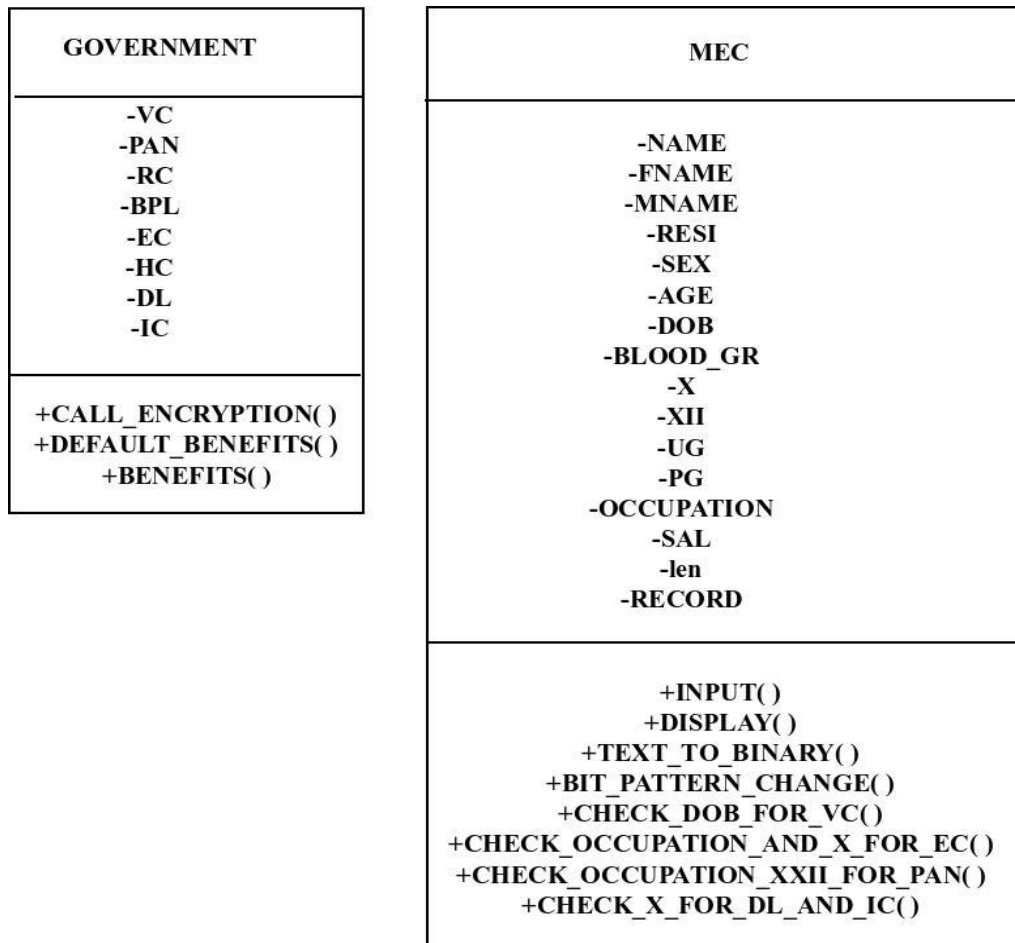 GOVERNMENT
-VC
-PAN
-RC
-BPL
-EC
-HC
-DL
-IC
+CALL_ENCRYPTION( )
+DEFAULT_BENEFITS( )
+BENEFITS( )
MEC
-NAME
-FNAME
-MNAME
-RESI
-SEX
-AGE
-DOB
-BLOOD_GR
-X
-XII
-UG
-PG
-OCCUPATION
-SAL
-len
-RECORD
+INPUT( )
+DISPLAY( )
+TEXT_TO_BINARY( )
+BIT_PATTERN_CHANGE( )
+CHECK_DOB_FOR_VC( )
+CHECK_OCCUPATION_AND_X_FOR_EC( )
+CHECK_OCCUPATION_XXII_FOR_PAN( )
+CHECK_X_FOR_DL_AND_IC( )